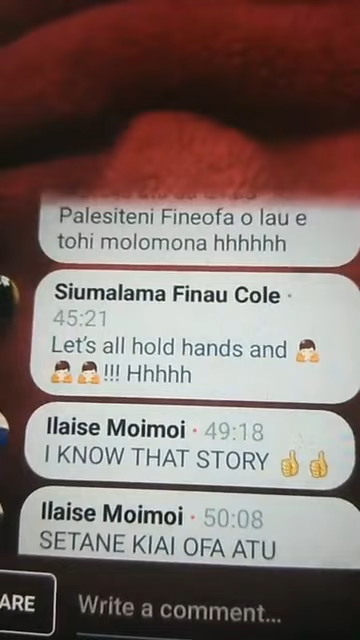 Palesiteni Fineofa o lau e
tohi molomona hhhhhh
Siumalama Finau Cole ·
45:21
Let's all hold hands and 🙇
🙇🙇!!! Hhhhh
Ilaise Moimoi · 49:18
I KNOW THAT STORY 👍👍
Ilaise Moimoi · 50:08
SETANE KIAI OFA ATU
ARE
Write a comment...